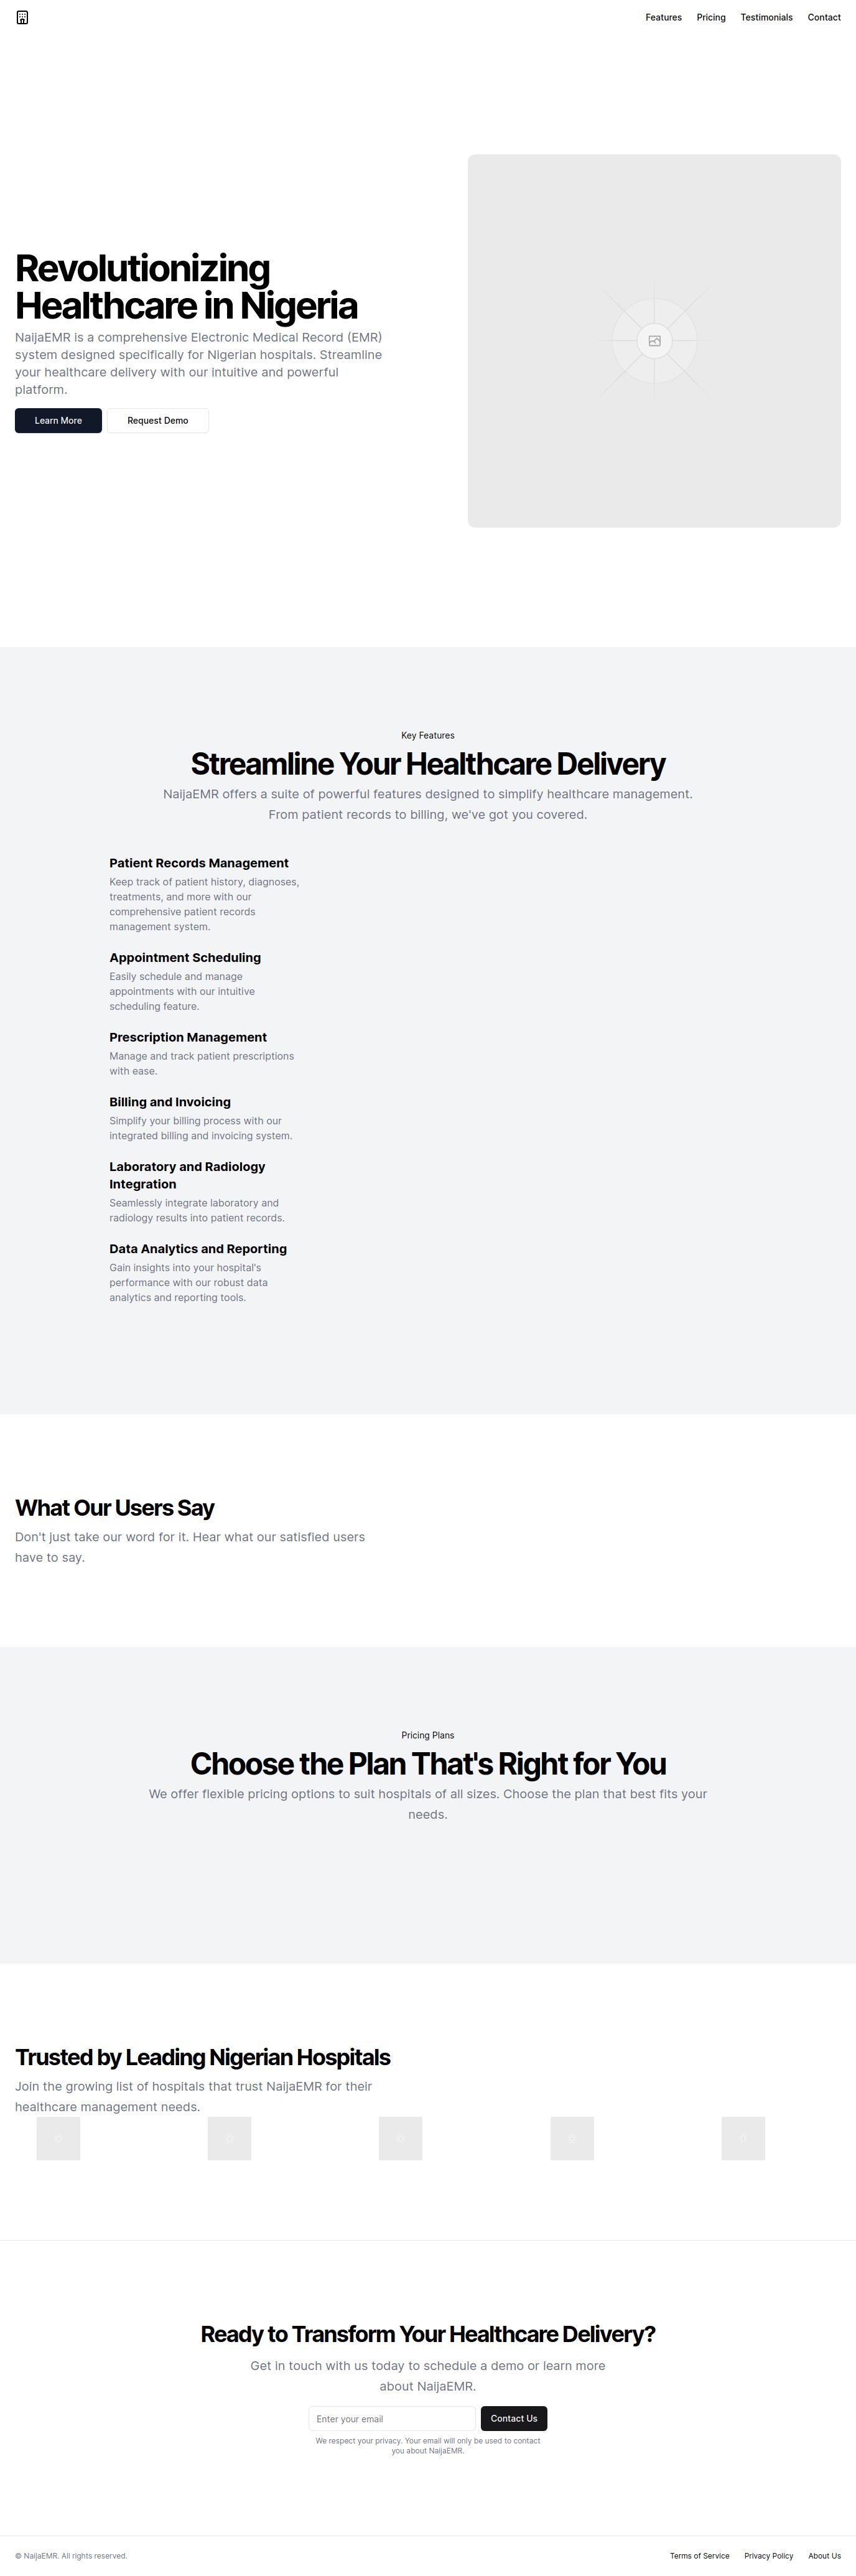 Features Pricing Testimonials Contact
Revolutionizing
Healthcare in Nigeria
NaijaEMR is a comprehensive Electronic Medical Record (EMR)
system designed specifically for Nigerian hospitals. Streamline
your healthcare delivery with our intuitive and powerful
platform.
Learn More Request Demo
Key Features
Streamline Your Healthcare Delivery
NaijaEMR offers a suite of powerful features designed to simplify healthcare management.
From patient records to billing, we've got you covered.
Patient Records Management
Keep track of patient history, diagnoses,
treatments, and more with our
comprehensive patient records
management system.
Appointment Scheduling
Easily schedule and manage
appointments with our intuitive
scheduling feature.
Prescription Management
Manage and track patient prescriptions
with ease.
Billing and Invoicing
Simplify your billing process with our
integrated billing and invoicing system.
Laboratory and Radiology
Integration
Seamlessly integrate laboratory and
radiology results into patient records.
Data Analytics and Reporting
Gain insights into your hospital's
performance with our robust data
analytics and reporting tools.
What Our Users Say
Don't just take our word for it. Hear what our satisfied users
have to say.
Pricing Plans
Choose the Plan That's Right for You
We offer flexible pricing options to suit hospitals of all sizes. Choose the plan that best fits your
needs.
Trusted by Leading Nigerian Hospitals
Join the growing list of hospitals that trust NaijaEMR for their
healthcare management needs.
Ready to Transform Your Healthcare Delivery?
Get in touch with us today to schedule a demo or learn more
about NaijaEMR.
Enter your email Contact Us
We respect your privacy. Your email will only be used to contact
you about NaijaEMR.
© NaijaEMR. All rights reserved. Terms of Service Privacy Policy About Us